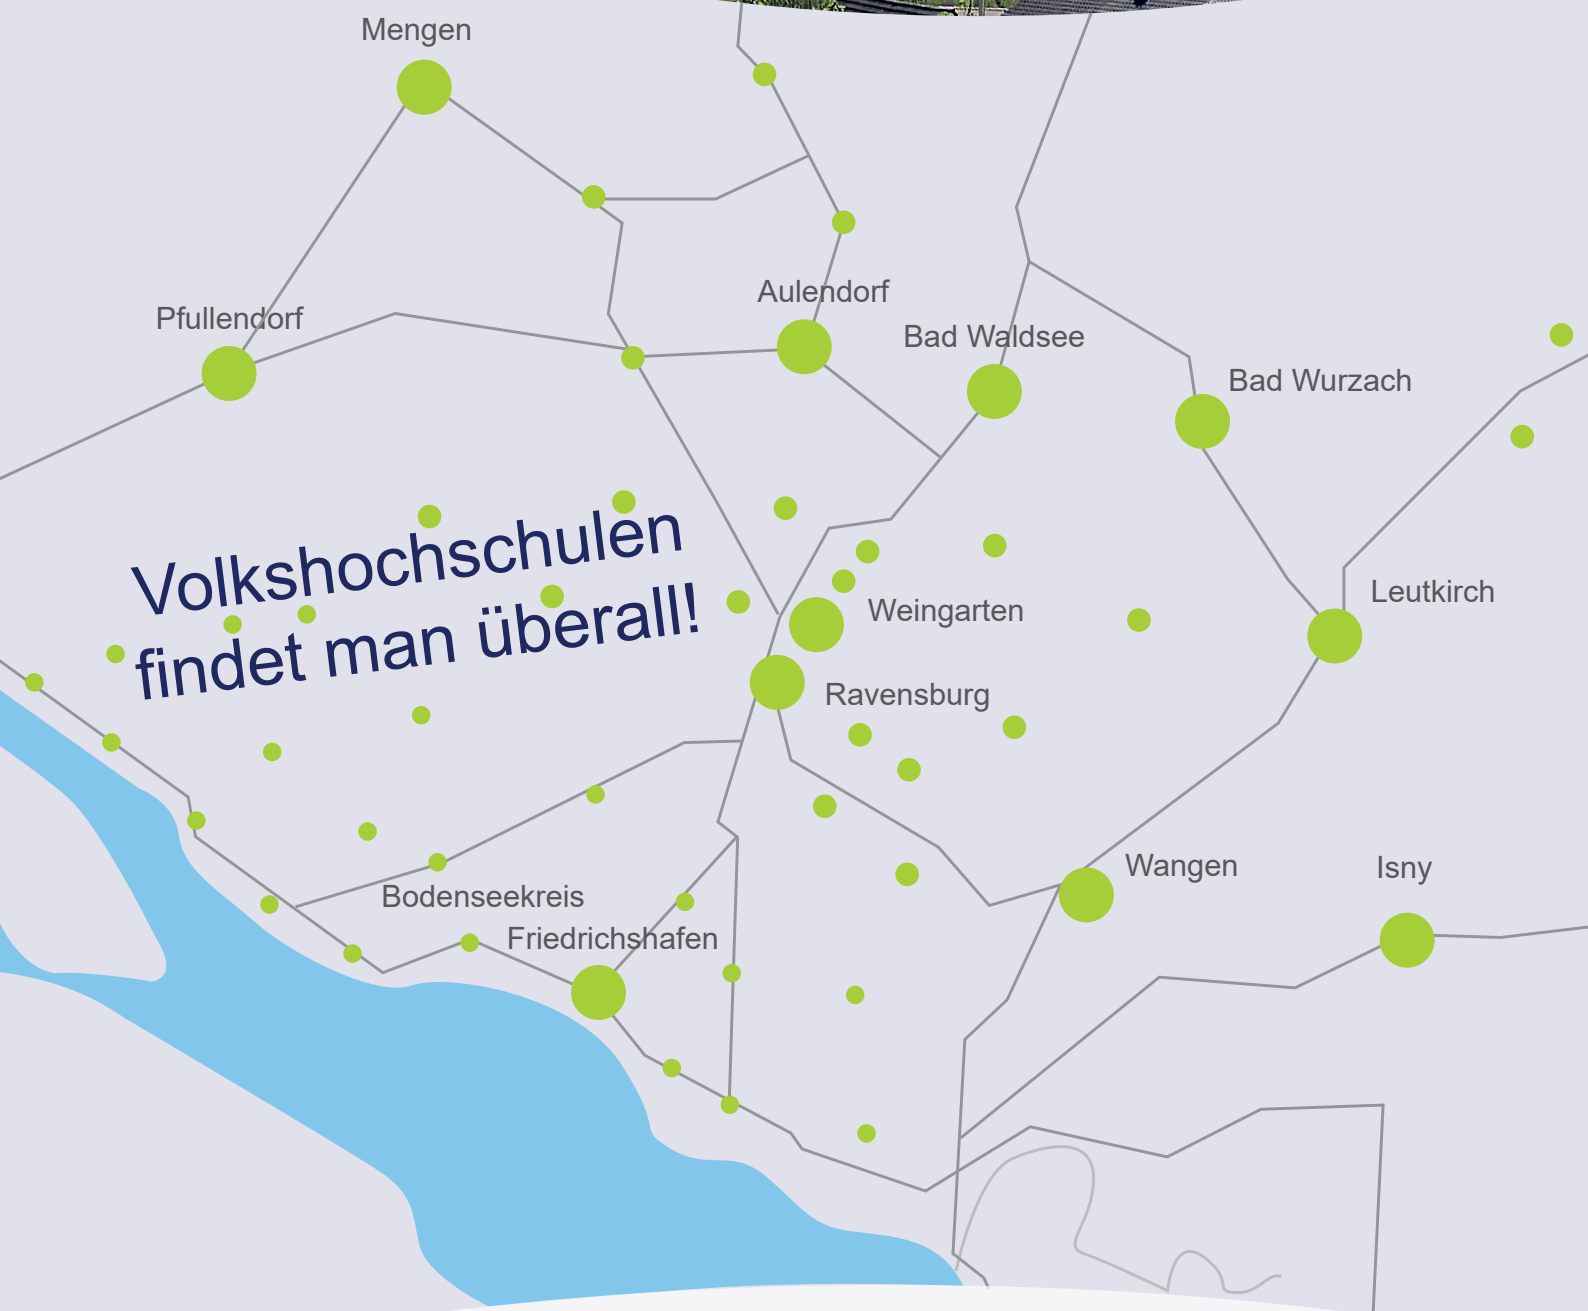 Mengen
Aulendorf
Pfullendorf
Bad Waldsee
Bad Wurzach
Volkshochschulen
findet man überall!
Leutkirch
Weingarten
Ravensburg
Wangen
Isny
Bodenseekreis
Friedrichshafen